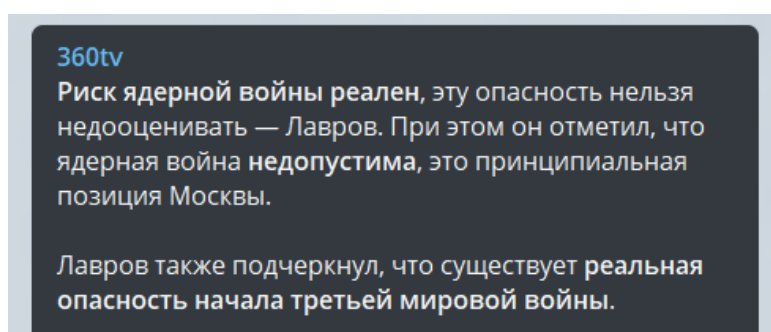 360tv
Риск ядерной войны реален, эту опасность нельзя
недооценивать — Лавров. При этом он отметил, что
ядерная война недопустима, это принципиальная
позиция Москвы.
Лавров также подчеркнул, что существует реальная
опасность начала третьей мировой войны.